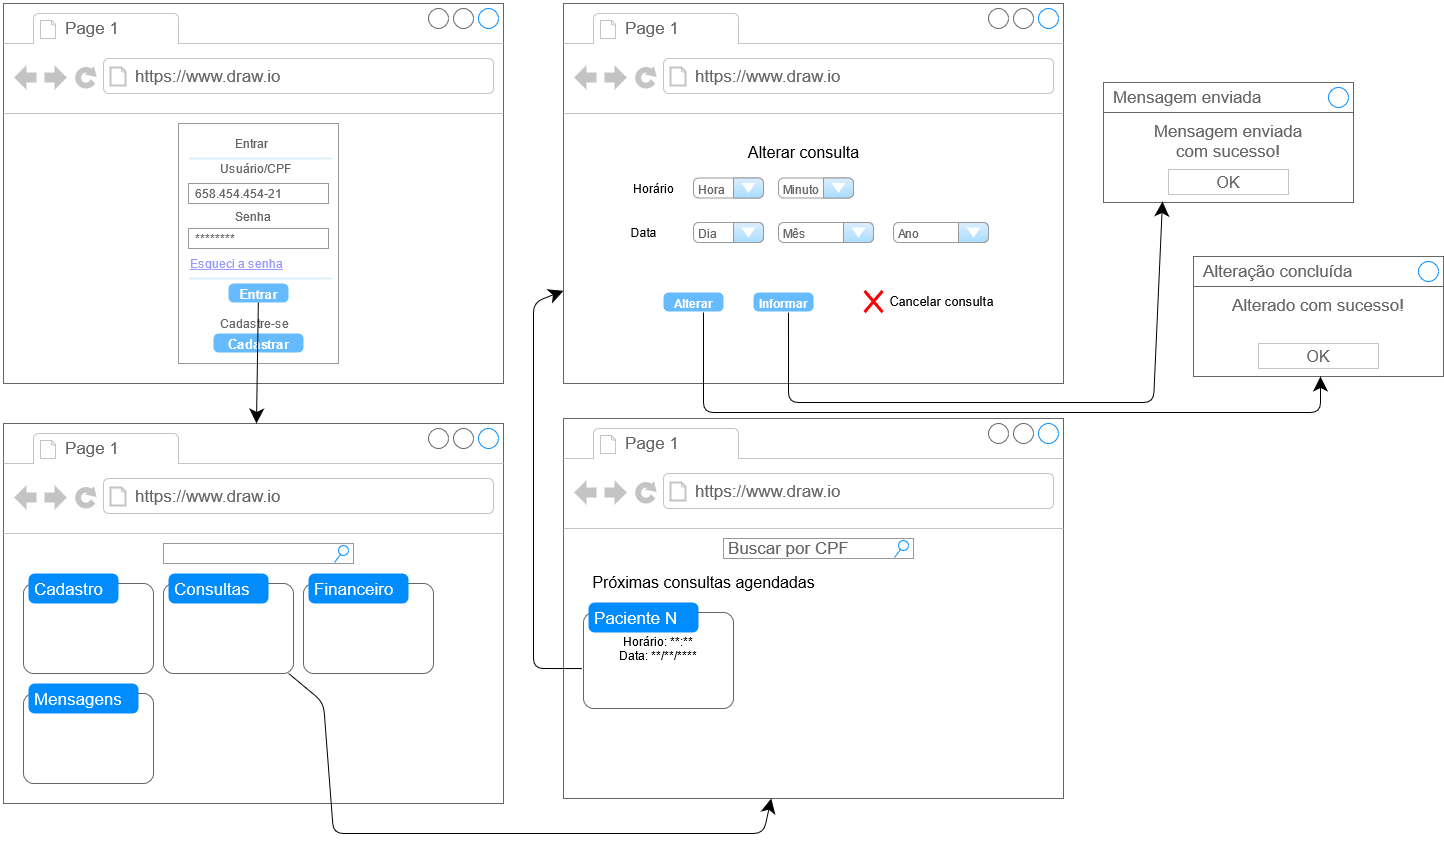 Page 1
https://www.draw.io
Entrar
Usuário/CPF
658.454.454-21
Senha
********
Esqueci a senha
Entrar
Cadastre-se
Cadastrar
Page 1
https://www.draw.io
Alterar consulta
Horário Hora Minuto
Data Dia Mês Ano
Alterar Informar Cancelar consulta
Mensagem enviada
Mensagem enviada
com sucesso!
OK
Alteração concluída
Alterado com sucesso!
OK
Page 1
https://www.draw.io
Cadastro Consultas Financeiro
Mensagens
Page 1
https://www.draw.io
Buscar por CPF
Próximas consultas agendadas
Paciente N
Horário: **:**
Data: **/**/****